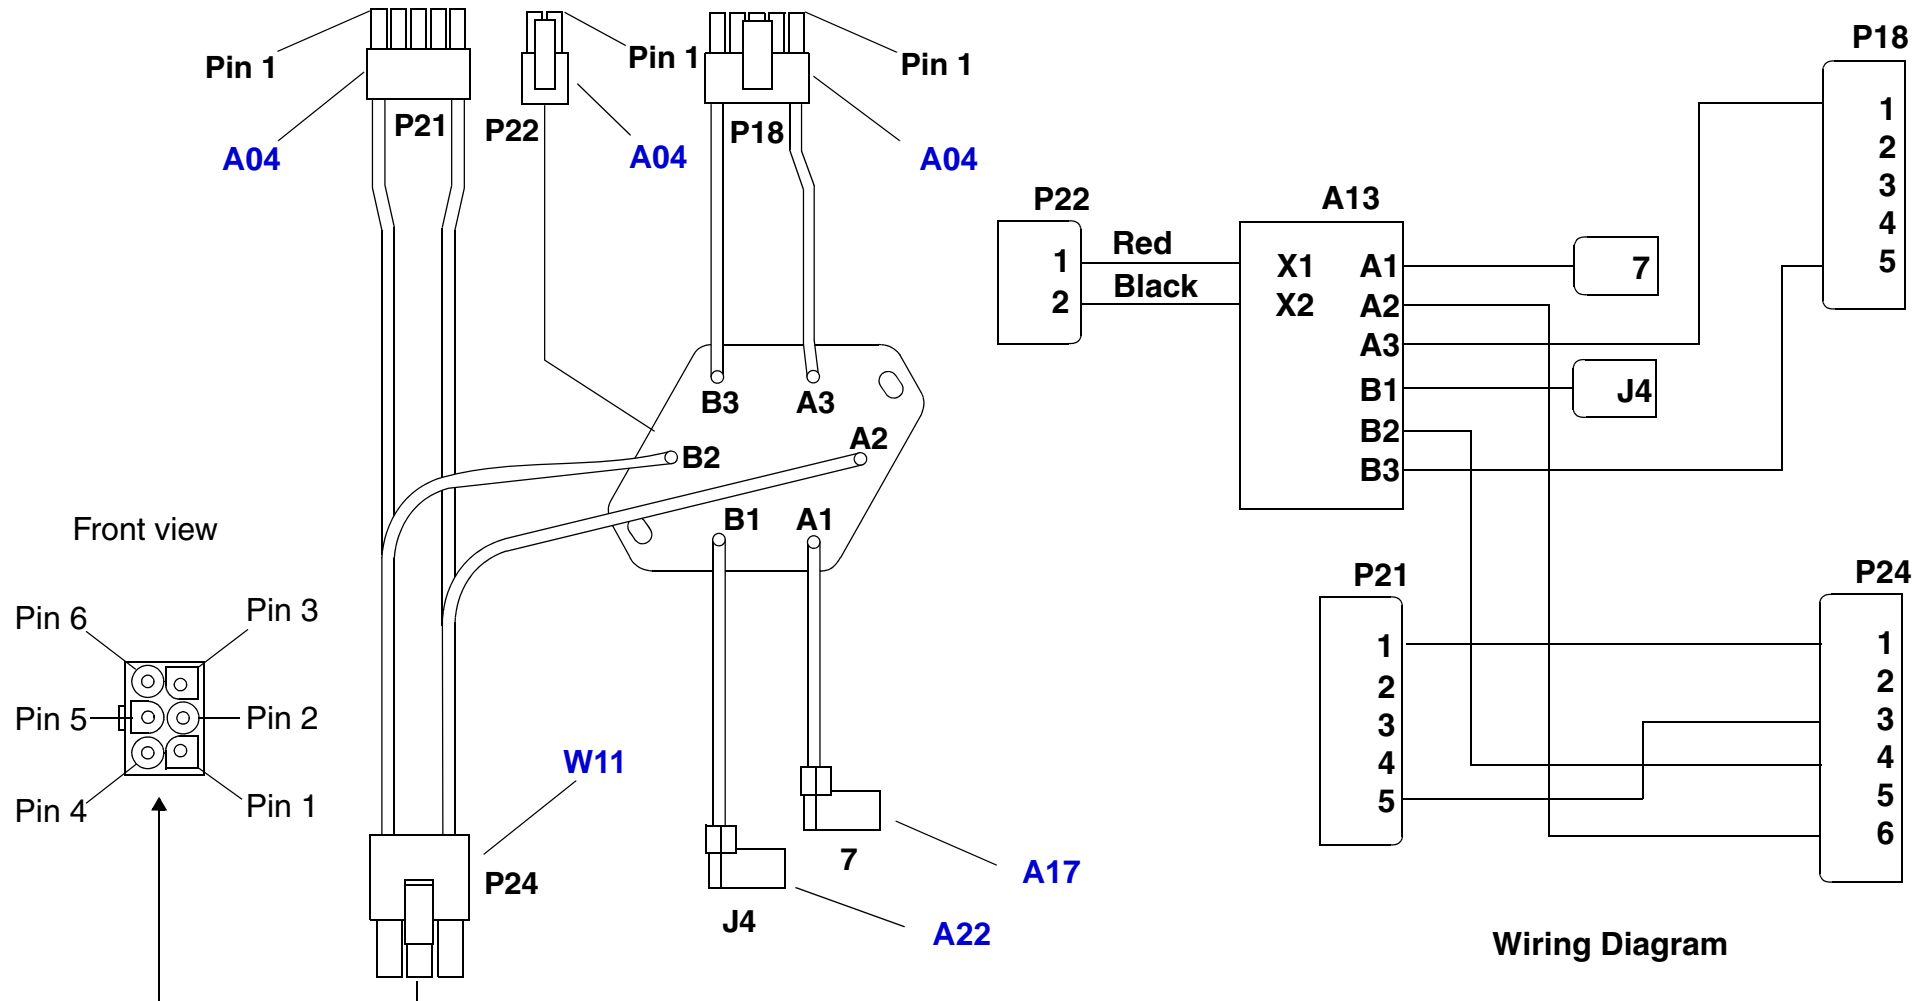 Pin 1
A04
P21
P22
Pin 1
A04
P18
Pin 1
A04
B3
A3
A2
B2
B1
A1
Front view
Pin 6
Pin 3
Pin 5
Pin 2
Pin 4
Pin 1
W11
P24
7
A17
J4
A22
P22
1
2
Red
Black
A13
X1
X2
A1
A2
A3
B1
B2
B3
7
J4
P18
1
2
3
4
5
P21
1
2
3
4
5
P24
1
2
3
4
5
6
Wiring Diagram